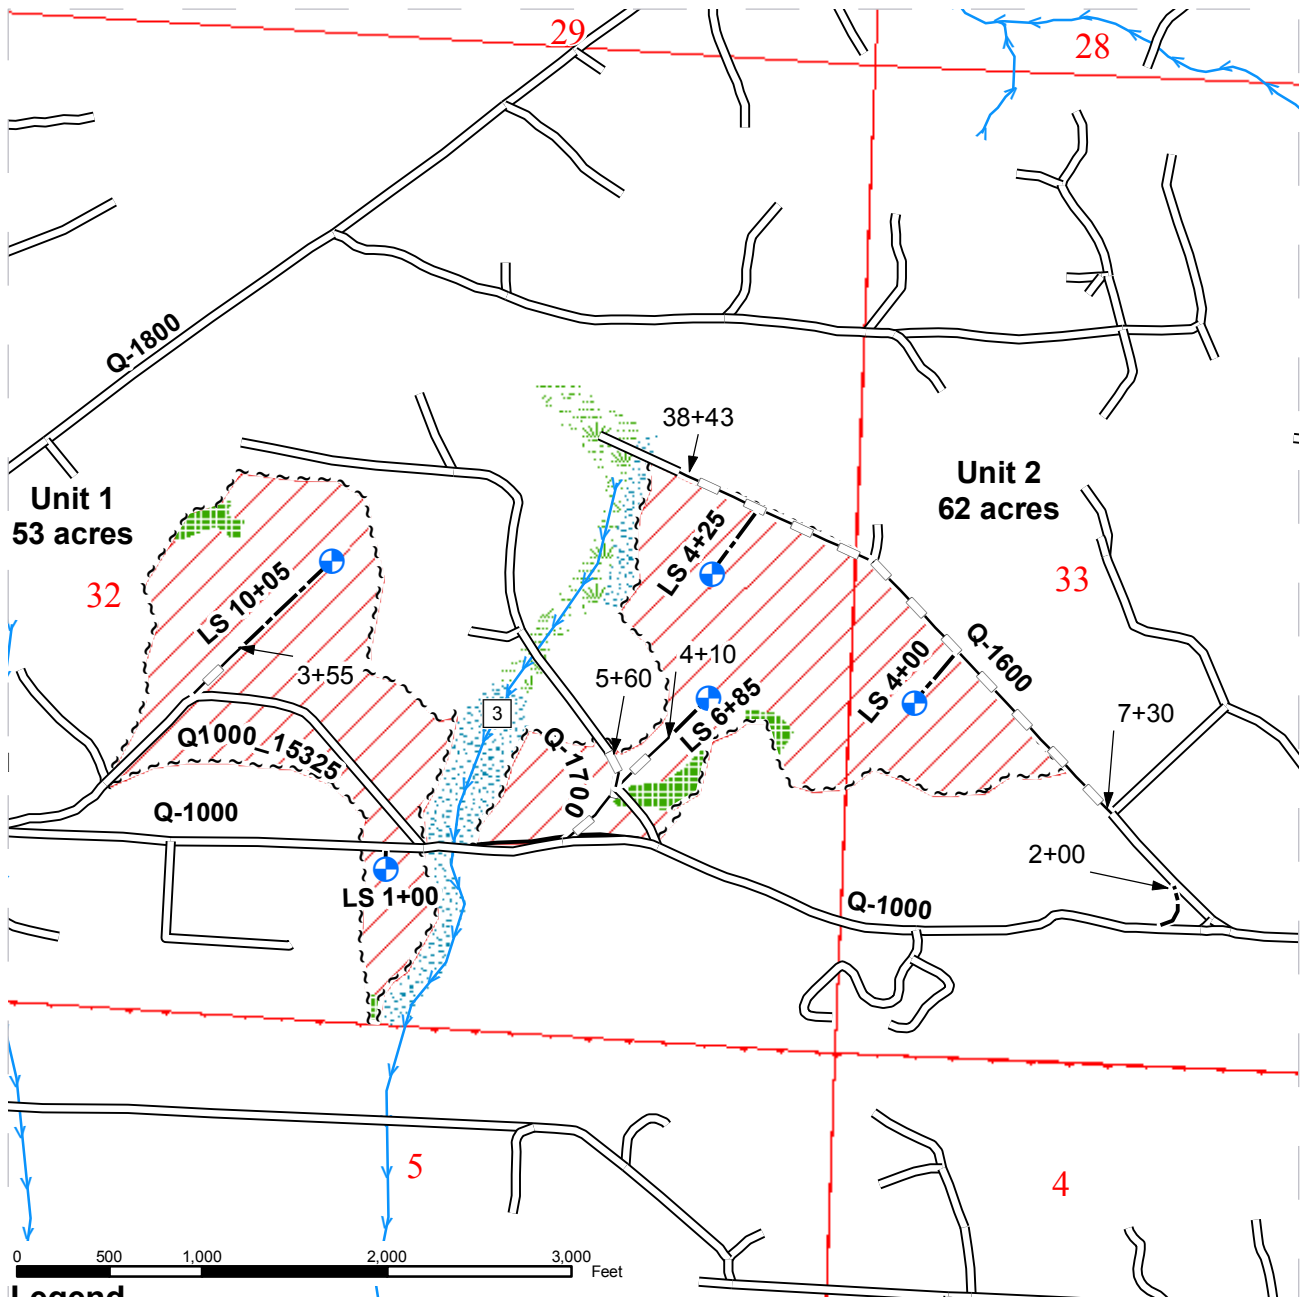 29
28
Q-1800
38+43
Unit 1
53 acres
Unit 2
62 acres
LS 4+25
32
33
LS 10+05
Q-1600
LS 4+00
4+10
5+60
3+55
LS 6+85
3
7+30
Q1000_15325
Q-1700
Q-1000
2+00
LS 1+00
Q-1000
5
4
0 500 1,000 2,000 3,000
Feet
Legend